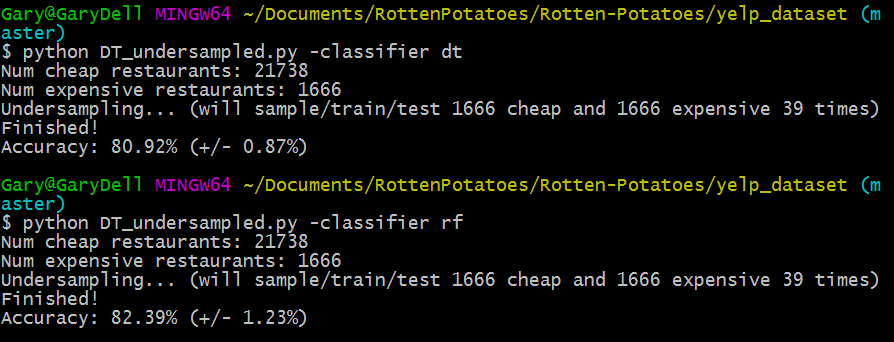 Gary@GaryDell MINGW64 ~/Documents/RottenPotatoes/Rotten-Potatoes/yelp_dataset (m
aster)
$ python DT_undersampled.py -classifier dt
Num cheap restaurants: 21738
Num expensive restaurants: 1666
Undersampling... (will sample/train/test 1666 cheap and 1666 expensive 39 times)
Finished!
Accuracy: 80.92% (+/- 0.87%)
Gary@GaryDell MINGW64 ~/Documents/RottenPotatoes/Rotten-Potatoes/yelp_dataset (m
aster)
$ python DT_undersampled.py -classifier rf
Num cheap restaurants: 21738
Num expensive restaurants: 1666
Undersampling... (will sample/train/test 1666 cheap and 1666 expensive 39 times)
Finished!
Accuracy: 82.39% (+/- 1.23%)